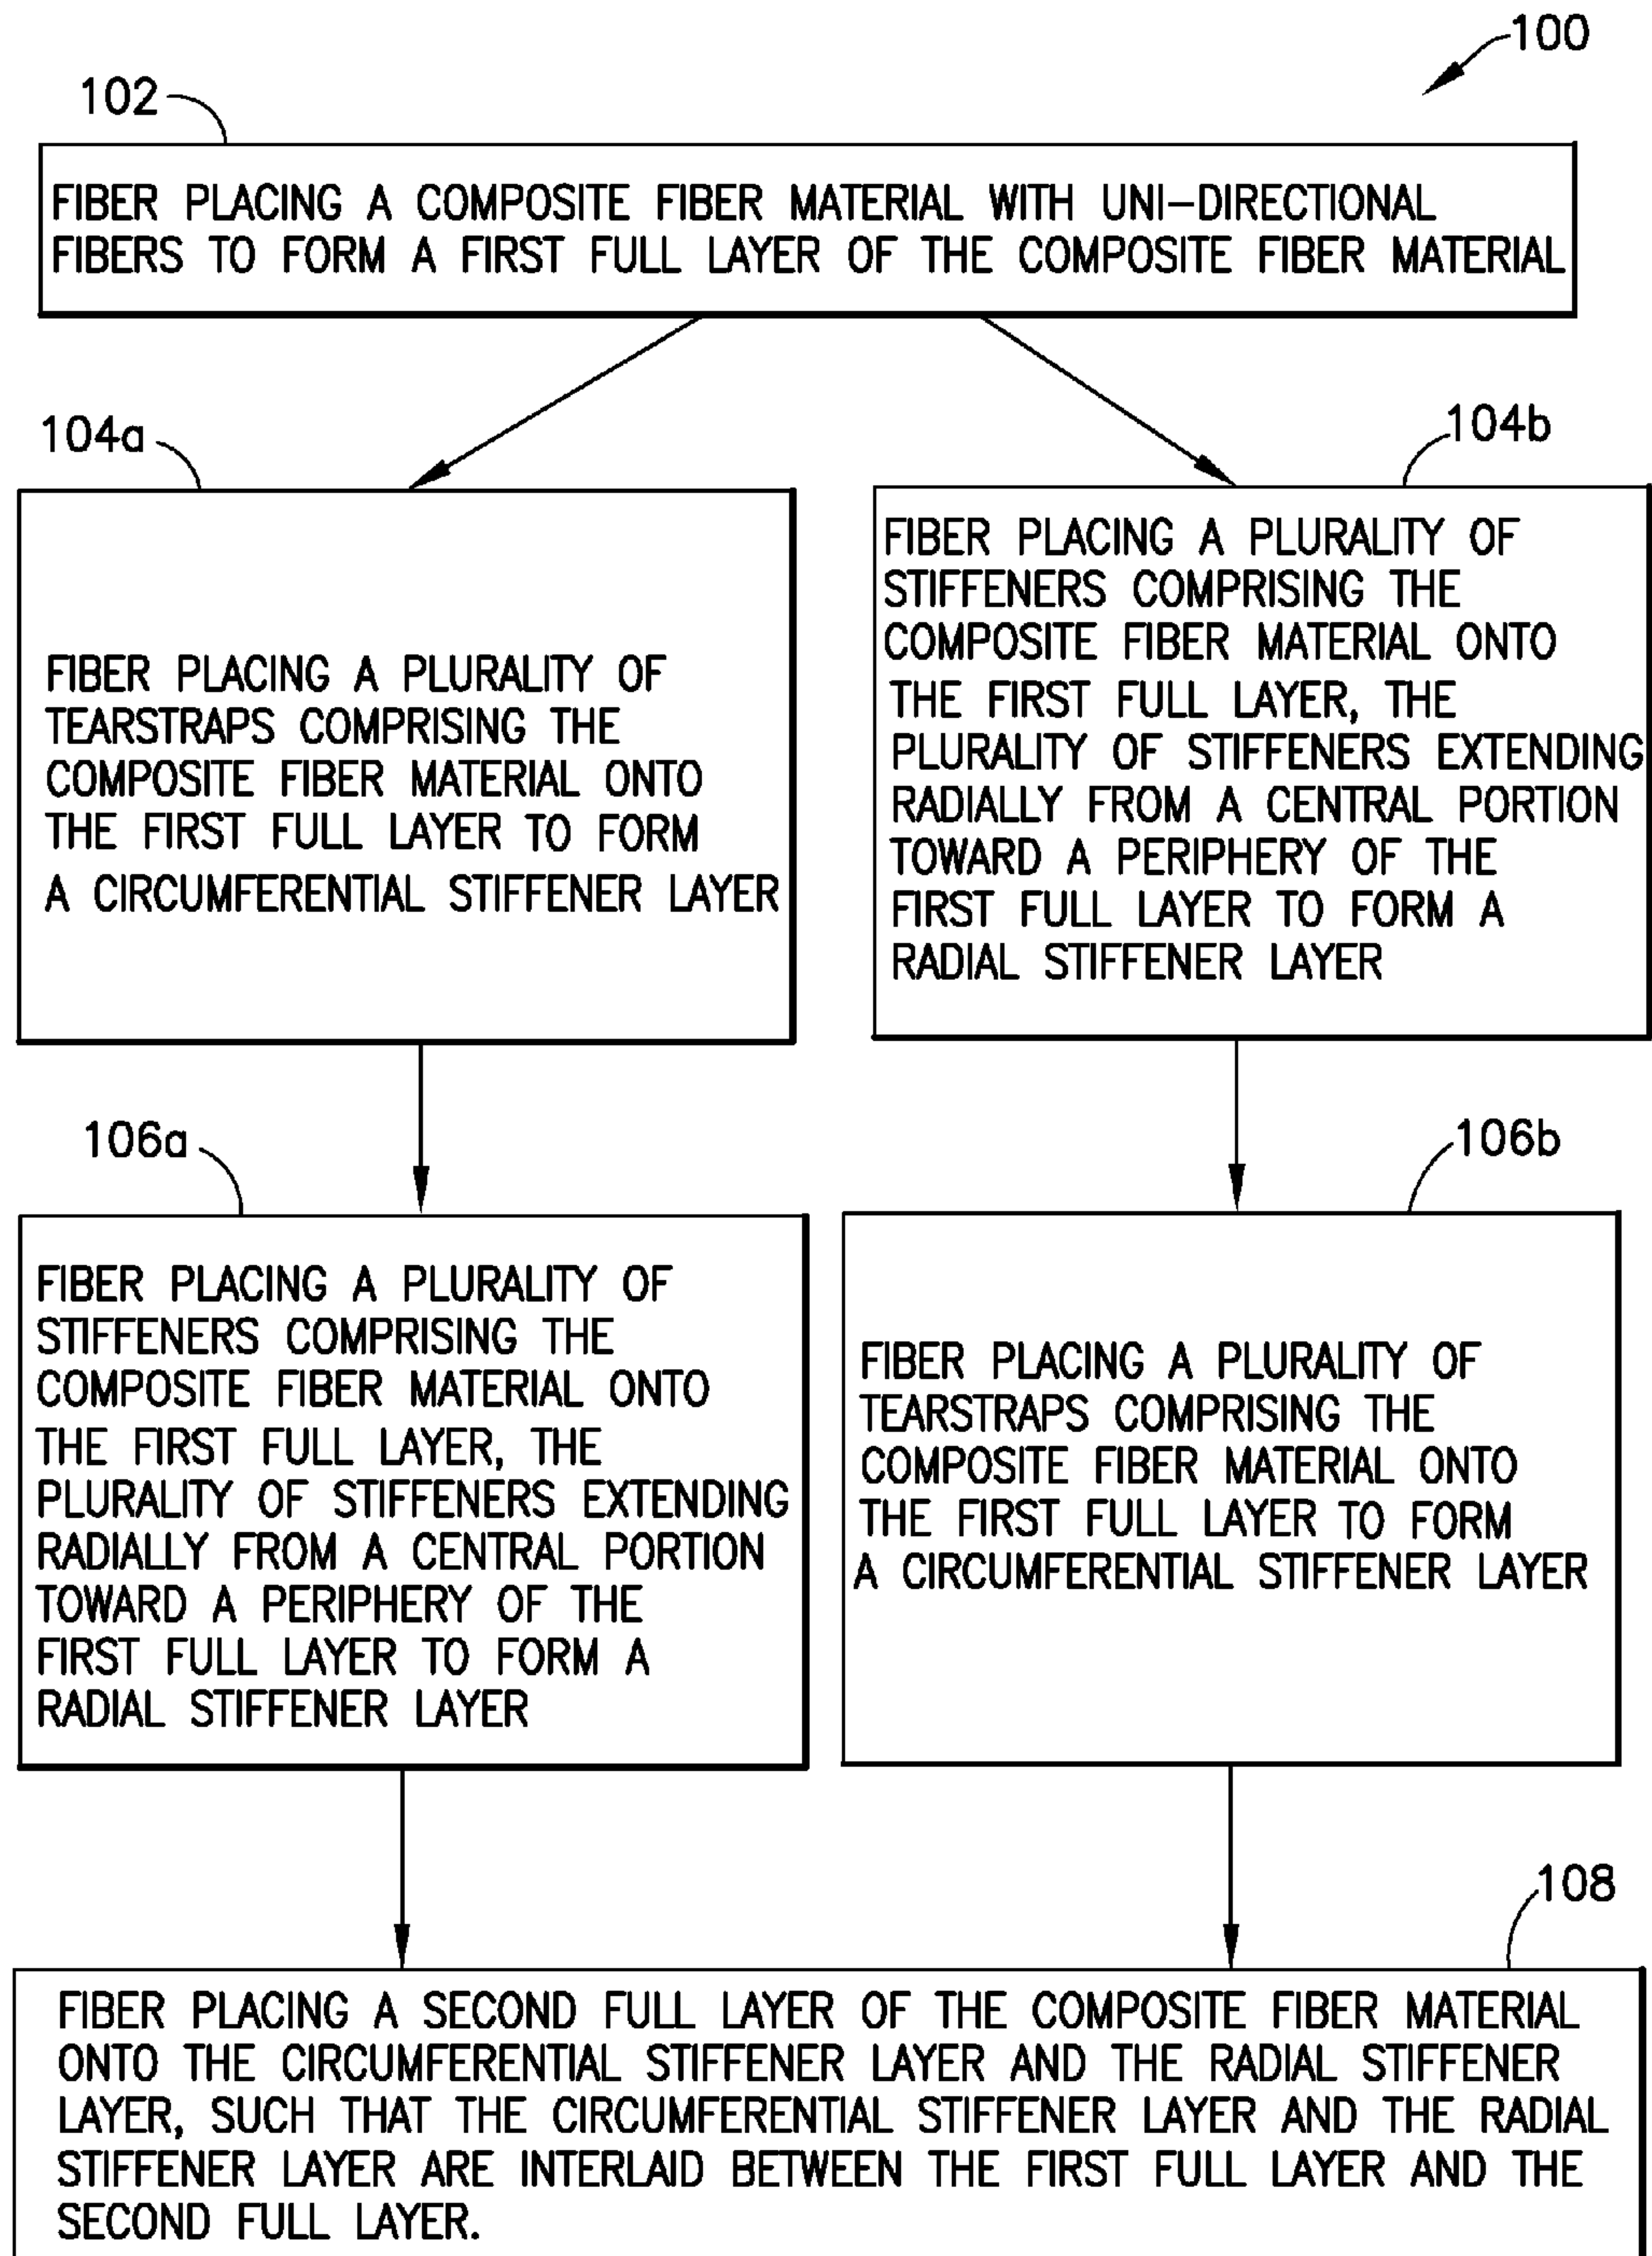 100
102
FIBER PLACING A COMPOSITE FIBER MATERIAL WITH UNI-DIRECTIONAL
FIBERS TO FORM A FIRST FULL LAYER OF THE COMPOSITE FIBER MATERIAL
104a
FIBER PLACING A PLURALITY OF
TEARSTRAPS COMPRISING THE
COMPOSITE FIBER MATERIAL ONTO
THE FIRST FULL LAYER TO FORM
A CIRCUMFERENTIAL STIFFENER LAYER
104b
FIBER PLACING A PLURALITY OF
STIFFENERS COMPRISING THE
COMPOSITE FIBER MATERIAL ONTO
THE FIRST FULL LAYER, THE
PLURALITY OF STIFFENERS EXTENDING
RADIALLY FROM A CENTRAL PORTION
TOWARD A PERIPHERY OF THE
FIRST FULL LAYER TO FORM A
RADIAL STIFFENER LAYER
106a
FIBER PLACING A PLURALITY OF
STIFFENERS COMPRISING THE
COMPOSITE FIBER MATERIAL ONTO
THE FIRST FULL LAYER, THE
PLURALITY OF STIFFENERS EXTENDING
RADIALLY FROM A CENTRAL PORTION
TOWARD A PERIPHERY OF THE
FIRST FULL LAYER TO FORM A
RADIAL STIFFENER LAYER
106b
FIBER PLACING A PLURALITY OF
TEARSTRAPS COMPRISING THE
COMPOSITE FIBER MATERIAL ONTO
THE FIRST FULL LAYER TO FORM
A CIRCUMFERENTIAL STIFFENER LAYER
108
FIBER PLACING A SECOND FULL LAYER OF THE COMPOSITE FIBER MATERIAL
ONTO THE CIRCUMFERENTIAL STIFFENER LAYER AND THE RADIAL STIFFENER
LAYER, SUCH THAT THE CIRCUMFERENTIAL STIFFENER LAYER AND THE RADIAL
STIFFENER LAYER ARE INTERLAID BETWEEN THE FIRST FULL LAYER AND THE
SECOND FULL LAYER.